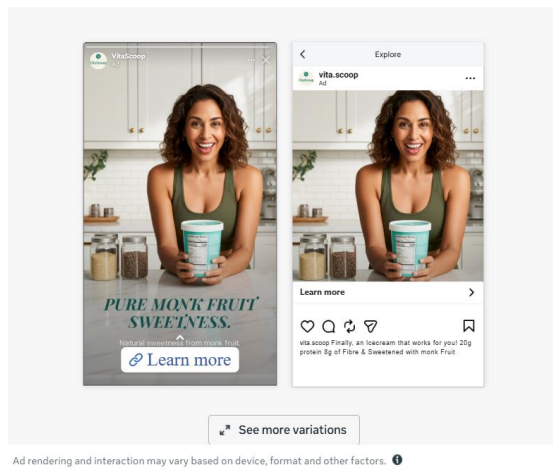 VitaScoop
Ad
PURE MONK FRUIT
SWEETNESS.
Natural sweetness from monk fruit.
Learn more
Explore
vita.scoop
Ad
Learn more
vita.scoop Finally, an Icecream that works for you! 20g
protein 8g of Fibre & Sweetened with monk Fruit
See more variations
Ad rendering and interaction may vary based on device, format and other factors.